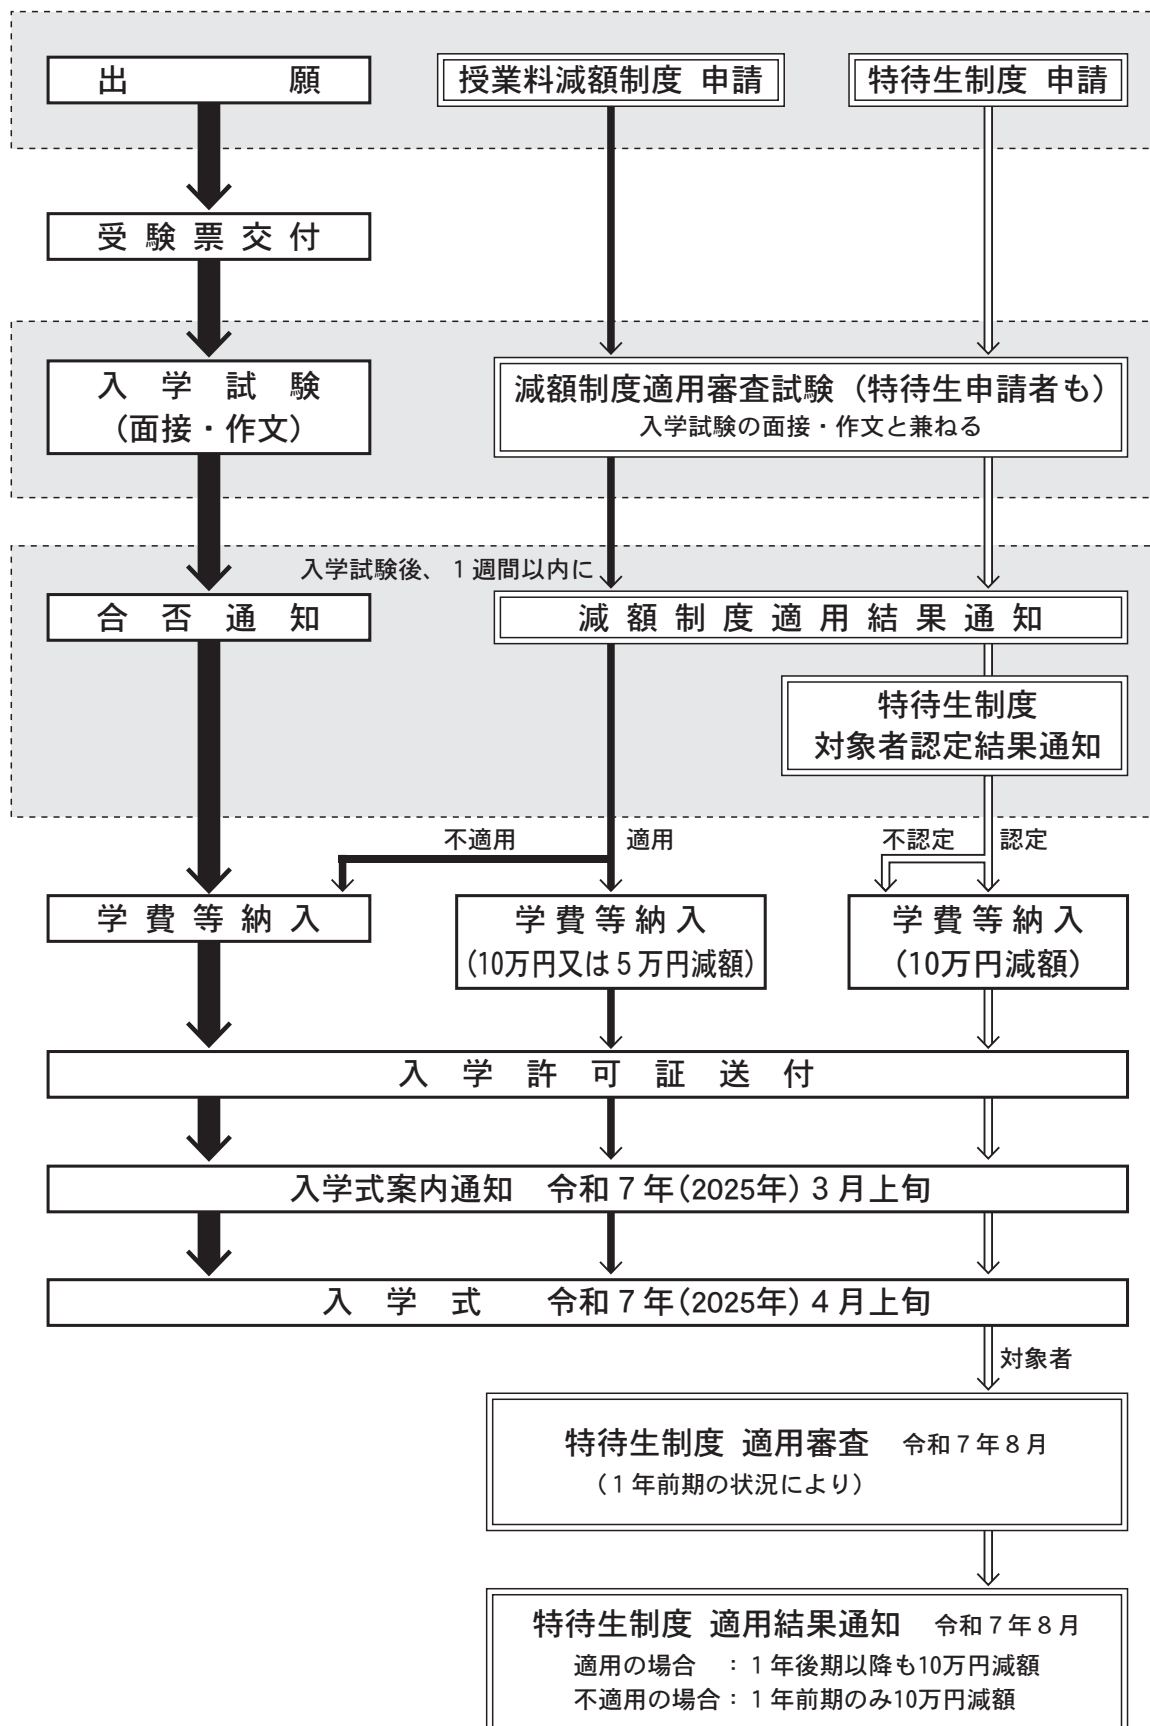 出願
授業料減額制度 申請
特待生制度 申請
受験票交付
入学試験
（面接・作文）
減額制度適用審査試験（特待生申請者も）
入学試験の面接・作文と兼ねる
入学試験後、１週間以内に
合否通知
減額制度適用結果通知
特待生制度
対象者認定結果通知
不適用
適用
不認定
認定
学費等納入
学費等納入
（10万円又は５万円減額）
学費等納入
（10万円減額）
入学許可証送付
入学式案内通知　令和７年（2025年）３月上旬
入学式　令和７年（2025年）４月上旬
対象者
特待生制度 適用審査　令和７年８月
（１年前期の状況により）
特待生制度 適用結果通知　令和７年８月
適用の場合　：１年後期以降も10万円減額
不適用の場合：１年前期のみ10万円減額